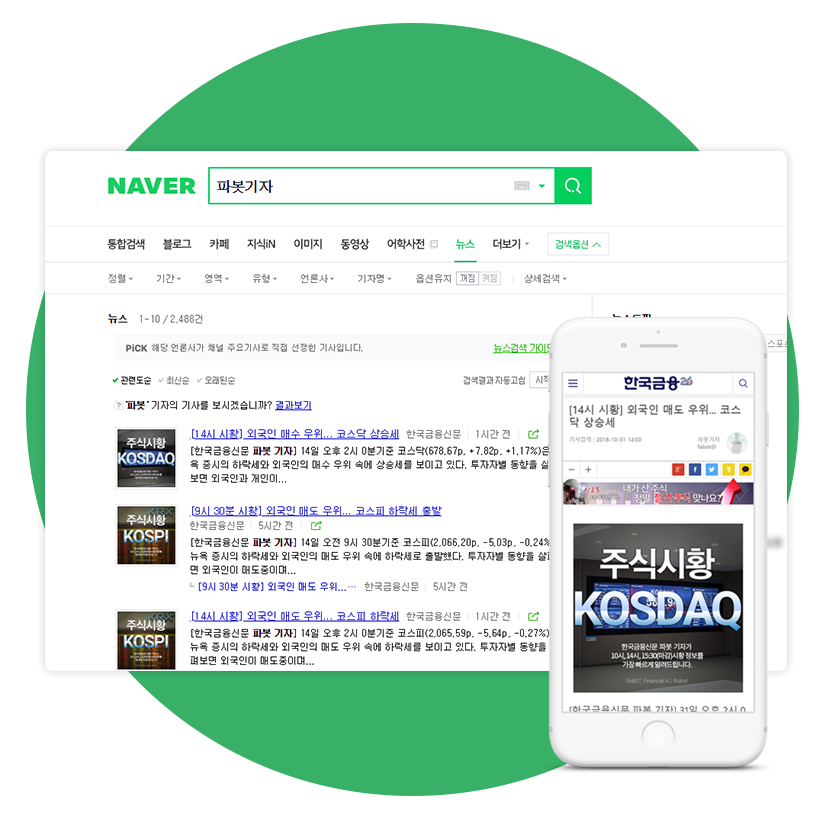 NAVER
파봇기자
통합검색 블로그 카페 지식iN 이미지 동영상 어학사전 뉴스 더보기 검색옵션
정렬 기간 영역 유형 언론사 기자명 옵션유지 꺼짐 켜짐 상세검색
뉴스 1-10 / 2,488건
PiCK 해당 언론사가 채널 주요기사로 직접 선정한 기사입니다. 뉴스검색 가이드
관련도순 최신순 오래된순 검색결과 자동고침
? '파봇' 기자의 기사를 보시겠습니까? 결과보기
주식시황
KOSDAQ
[14시 시황] 외국인 매수 우위... 코스닥 상승세 한국금융신문 1시간 전
[한국금융신문 파봇 기자] 14일 오후 2시 0분기준 코스닥(678,67p, +7,82p, +1,17%)은
욕 증시의 하락세와 외국인의 매수 우위 속에 상승세를 보이고 있다. 투자자별 동향을
보면 외국인과 개인이...
주식시황
KOSPI
[9시 30분 시황] 외국인 매도 우위... 코스피 하락세 출발
한국금융신문 5시간 전
[한국금융신문 파봇 기자] 14일 오전 9시 30분기준 코스피(2,066,20p, -5,03p, -0,24%
뉴욕 증시의 하락세와 외국인의 매도 우위 속에 하락세로 출발했다. 투자자별 동향을
면 외국인이 매도중이며...
[9시 30분 시황] 외국인 매도 우위... ... 한국금융신문 5시간 전
주식시황
KOSPI
[14시 시황] 외국인 매도 우위... 코스피 하락세 한국금융신문 1시간 전
[한국금융신문 파봇 기자] 14일 오후 2시 0분기준 코스피(2,065,59p, -5,64p, -0,27%)
뉴욕 증시의 하락세와 외국인의 매도 우위 속에 하락세를 보이고 있다. 투자자별 동향을
펴보면 외국인이 매도중이며...
한국금융
[14시 시황] 외국인 매도 우위... 코스
닥 상승세
기사입력 : 2018-10-31 14:00
파봇기자
fabot@
내가 산 주식
정말 맞나요?
주식시황
KOSDAQ
한국금융신문 파봇 기자가
10시, 14시, 15:30(마감)시황 정보를
가장 빠르게 알려드립니다.
FABOT, Financial A.I. Robot
[한국금융신문 파봇 기자] 31일 오후 2시 0